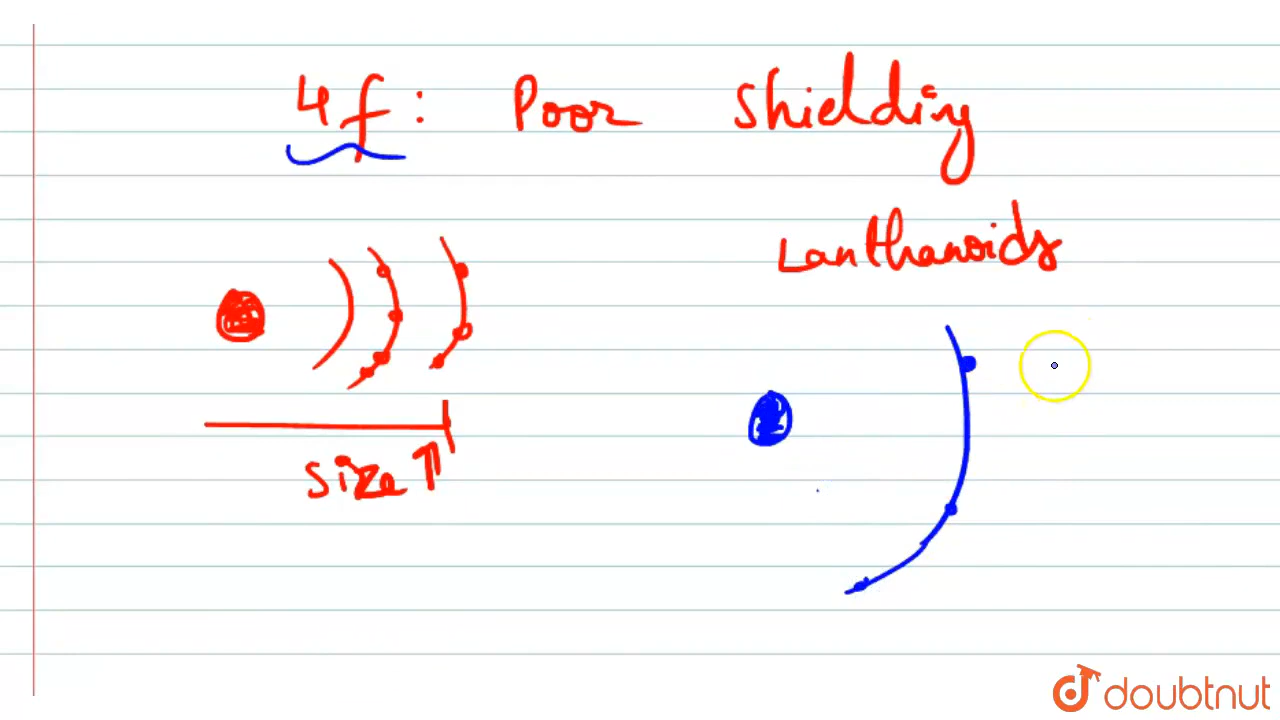 4f: Poor Shielding
Lanthanoids
Size ↑
doubtnut